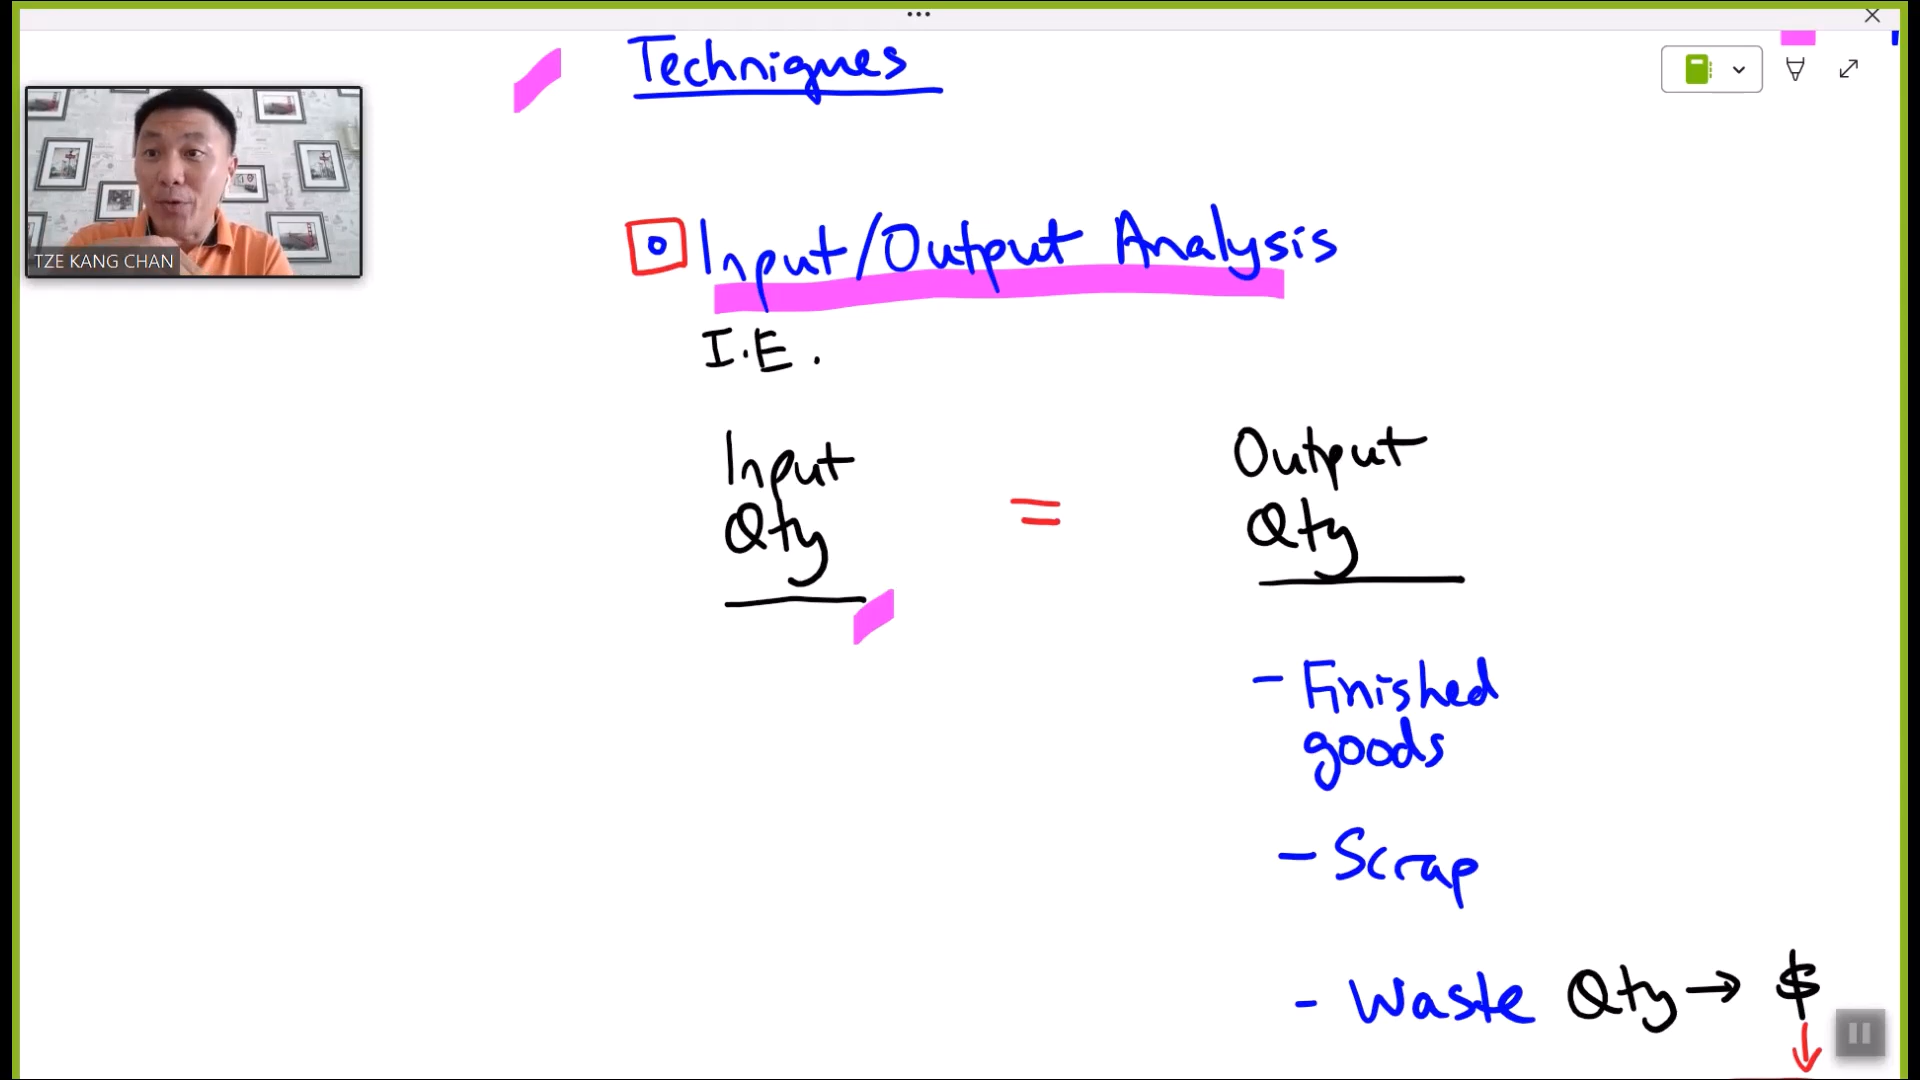 Techniques
TZE KANG CHAN
Input/Output Analysis
I.E.
Input
Qty
=
Output
Qty
- Finished
goods
- Scrap
- Waste Qty → $